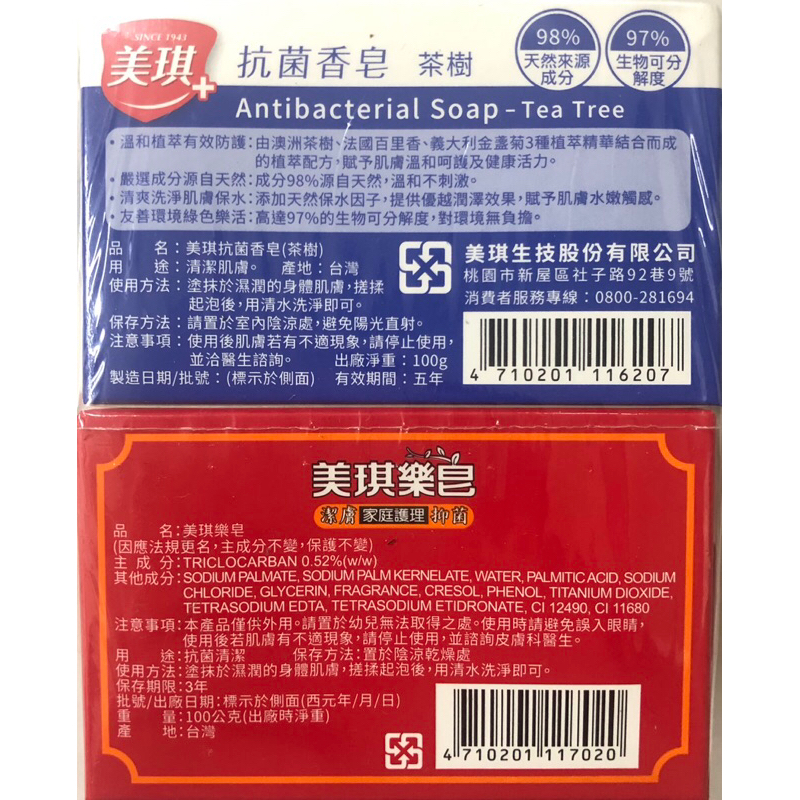 SINCE 1943
美琪
抗菌香皂 茶樹
98%
天然來源
成分
97%
生物可分
解度
Antibacterial Soap – Tea Tree
• 溫和植萃有效防護：由澳洲茶樹、法國百里香、義大利金盞菊3種植萃精華結合而成
的植萃配方，賦予肌膚溫和呵護及健康活力。
• 嚴選成分源自天然：成分98%源自天然，溫和不刺激。
• 清爽洗淨肌膚保水：添加天然保水因子，提供優越潤澤效果，賦予肌膚水嫩觸感。
• 友善環境綠色樂活：高達97%的生物可分解度，對環境無負擔。
品 名：美琪抗菌香皂(茶樹)
用 途：清潔肌膚。 產地：台灣
使用方法：塗抹於濕潤的身體肌膚，搓揉
起泡後，用清水洗淨即可。
保存方法：請置於室內陰涼處，避免陽光直射。
注意事項：使用後肌膚若有不適現象，請停止使用，
並洽醫生諮詢。 出廠淨重：100g
製造日期/批號：(標示於側面) 有效期間：五年
美琪生技股份有限公司
桃園市新屋區社子路92巷9號
消費者服務專線：0800-281694
4 710201 116207
美琪樂皂
潔膚 家庭護理 抑菌
品 名:美琪樂皂
(因應法規更名,主成分不變,保護不變)
主 成 分:TRICLOCARBAN 0.52%(w/w)
其他成分:SODIUM PALMATE, SODIUM PALM KERNELATE, WATER, PALMITIC ACID, SODIUM
CHLORIDE, GLYCERIN, FRAGRANCE, CRESOL, PHENOL, TITANIUM DIOXIDE,
TETRASODIUM EDTA, TETRASODIUM ETIDRONATE, CI 12490, CI 11680
注意事項:本產品僅供外用。請置於幼兒無法取得之處。使用時請避免誤入眼睛,
使用後若肌膚有不適現象,請停止使用,並諮詢皮膚科醫生。
用 途:抗菌清潔 保存方法:置於陰涼乾燥處
使用方法:塗抹於濕潤的身體肌膚,搓揉起泡後,用清水洗淨即可。
保存期限:3年
批號/出廠日期:標示於側面(西元年/月/日)
重 量:100公克(出廠時淨重)
產 地:台灣
4 710201 117020